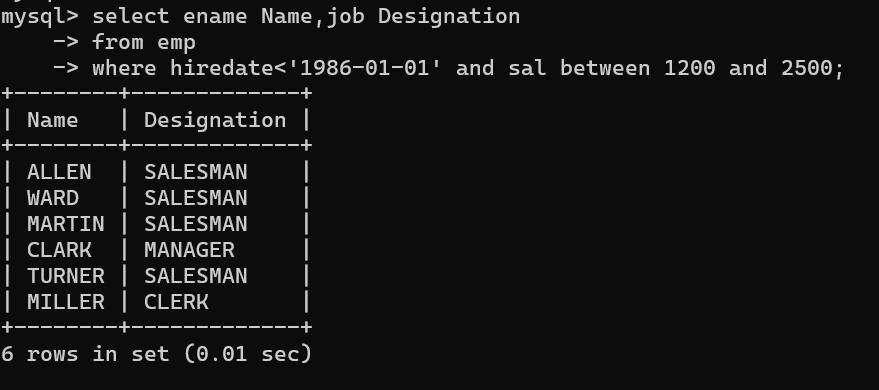 mysql> select ename Name,job Designation
    -> from emp
    -> where hiredate<'1986-01-01' and sal between 1200 and 2500;
+--------+-------------+
| Name   | Designation |
+--------+-------------+
| ALLEN  | SALESMAN    |
| WARD   | SALESMAN    |
| MARTIN | SALESMAN    |
| CLARK  | MANAGER     |
| TURNER | SALESMAN    |
| MILLER | CLERK       |
+--------+-------------+
6 rows in set (0.01 sec)